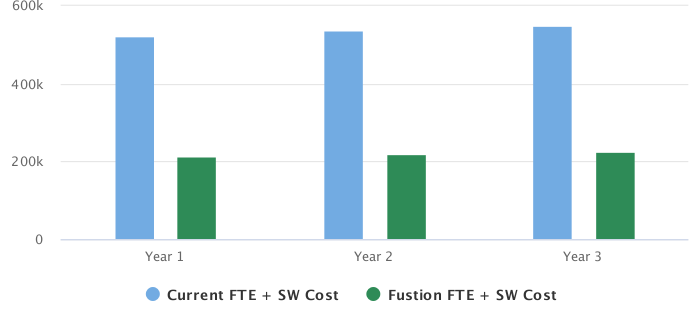 600k
400k
200k
0
Year 1 Year 2 Year 3
Current FTE + SW Cost Fustion FTE + SW Cost